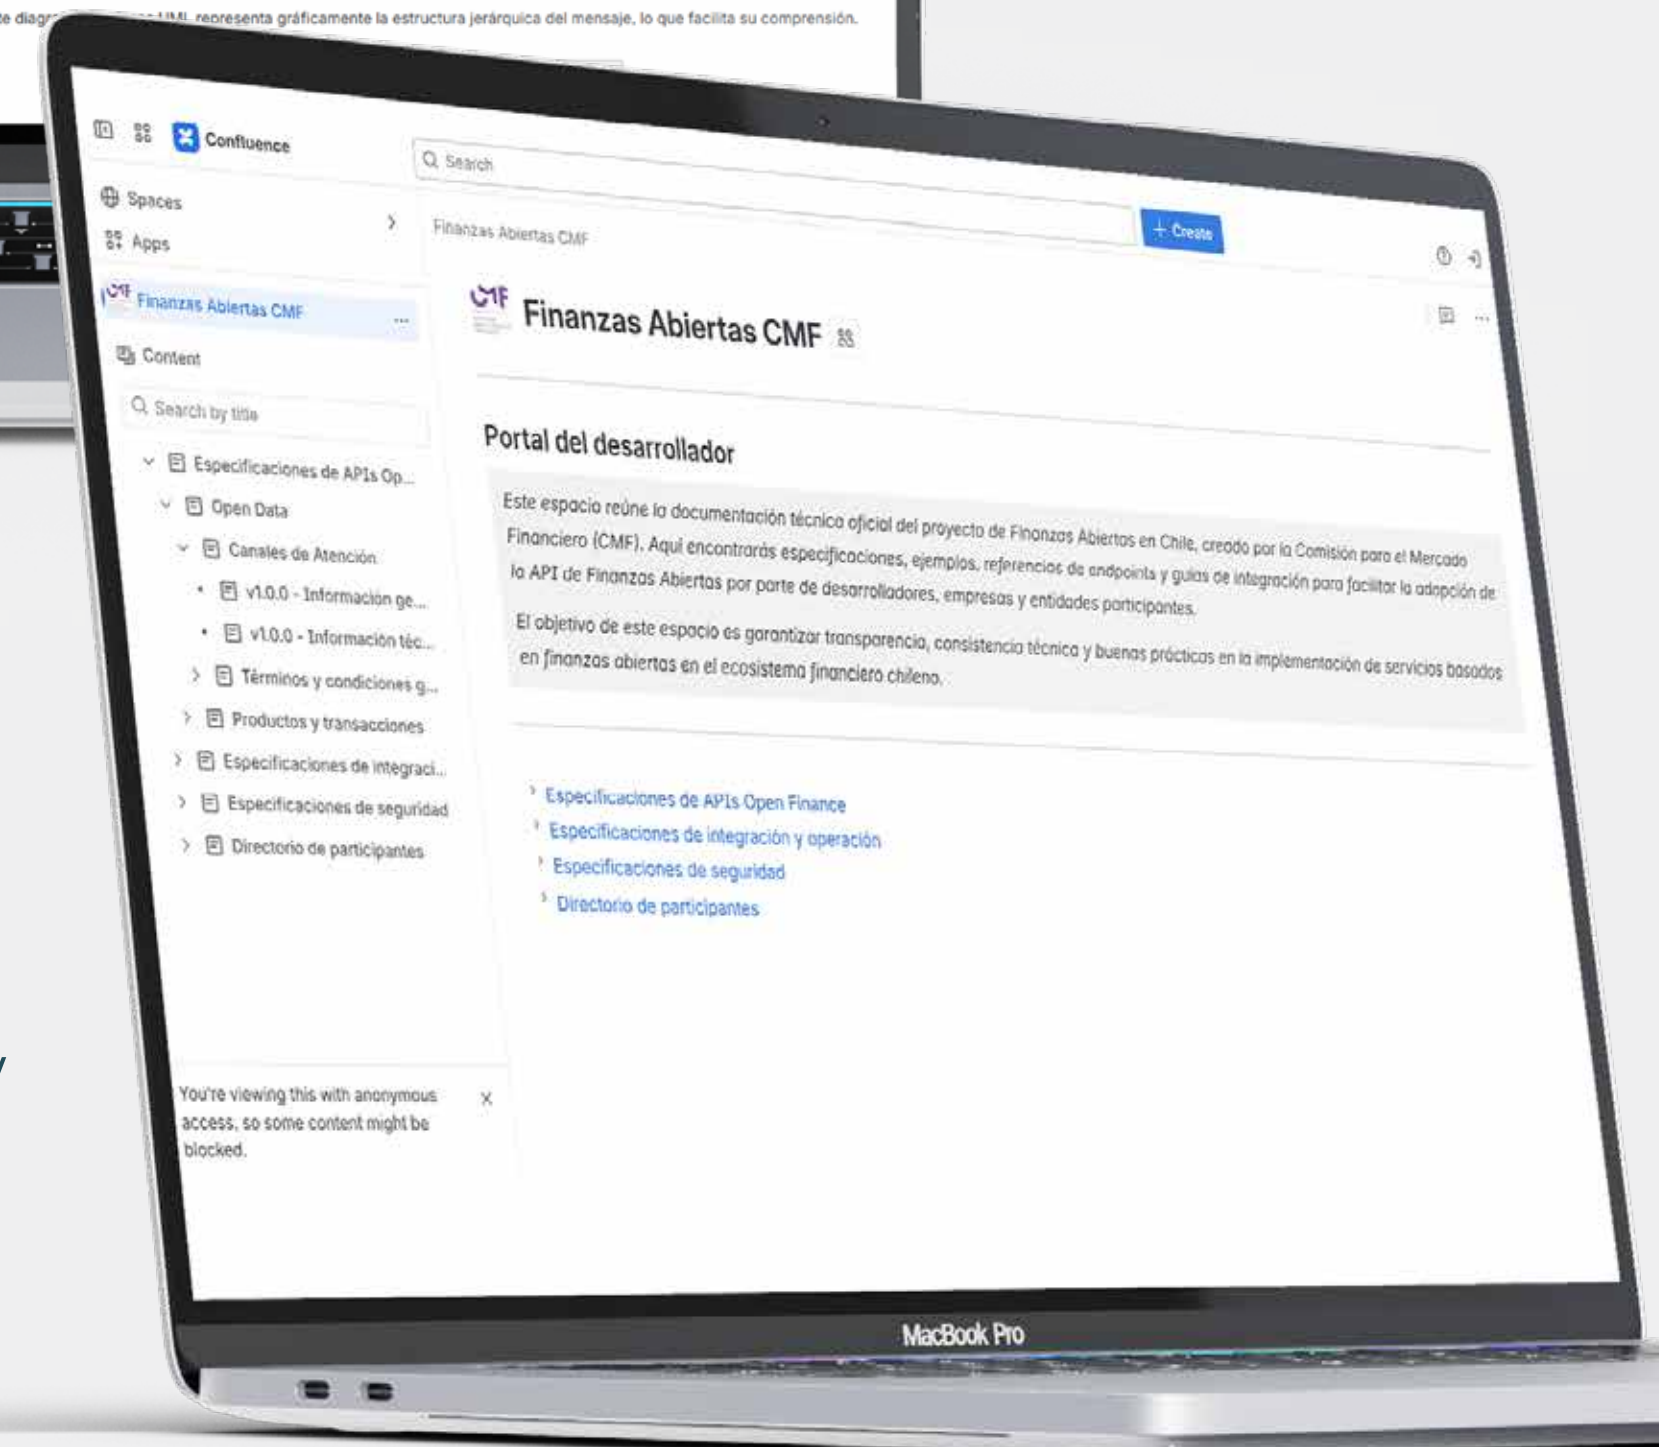 representa gráficamente la estructura jerárquica del mensaje, lo que facilita su comprensión.
Confluence
Search
+ Create
Spaces
Apps
Finanzas Abiertas CMF
Content
Search by title
Especificaciones de APIs Op...
Open Data
Canales de Atención
v1.0.0 - Información ge...
v1.0.0 - Información téc...
Términos y condiciones g...
Productos y transacciones
Especificaciones de integraci...
Especificaciones de seguridad
Directorio de participantes
You're viewing this with anonymous
access, so some content might be
blocked.
Finanzas Abiertas CMF
CMF Finanzas Abiertas CMF
Portal del desarrollador
Este espacio reúne la documentación técnica oficial del proyecto de Finanzas Abiertas en Chile, creado por la Comisión para el Mercado
Financiero (CMF). Aquí encontrarás especificaciones, ejemplos, referencias de endpoints y guías de integración para facilitar la adopción de
la API de Finanzas Abiertas por parte de desarrolladores, empresas y entidades participantes.
El objetivo de este espacio es garantizar transparencia, consistencia técnica y buenas prácticas en la implementación de servicios basados
en finanzas abiertas en el ecosistema financiero chileno.
Especificaciones de APIs Open Finance
Especificaciones de integración y operación
Especificaciones de seguridad
Directorio de participantes
MacBook Pro